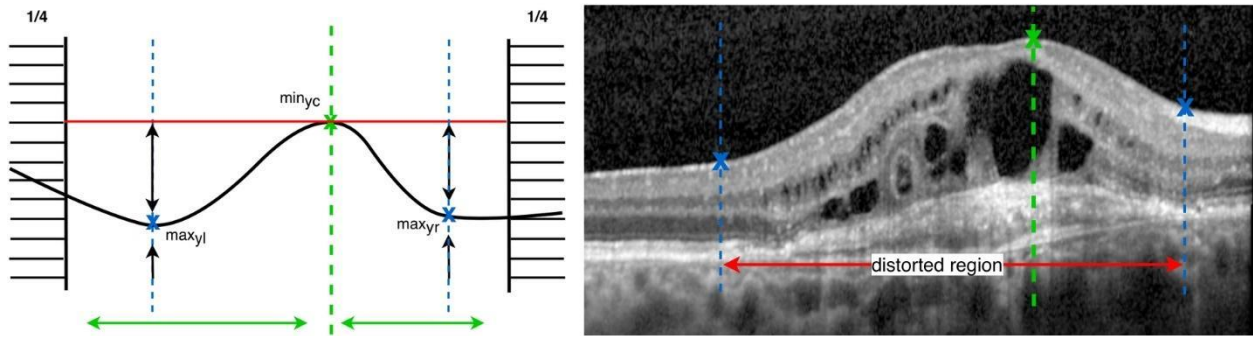 1/4
1/4
min_yc
max_yl
max_yr
distorted region